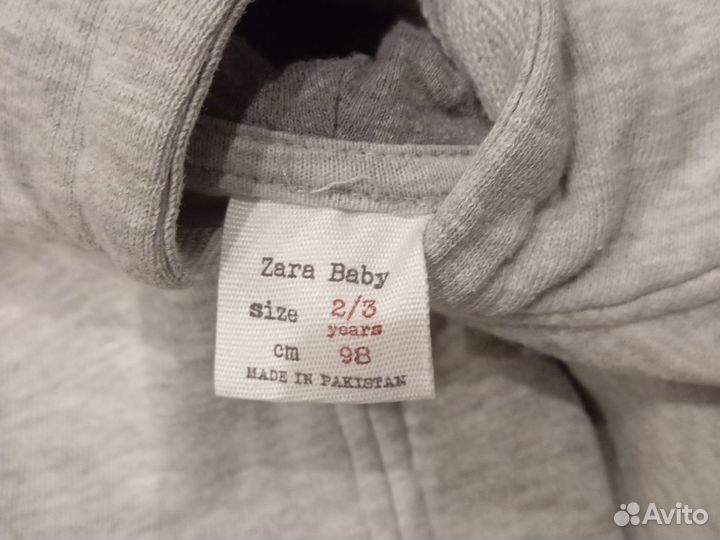 Zara Baby
size 2/3
years
cm 98
MADE IN PAKISTAN
Avito